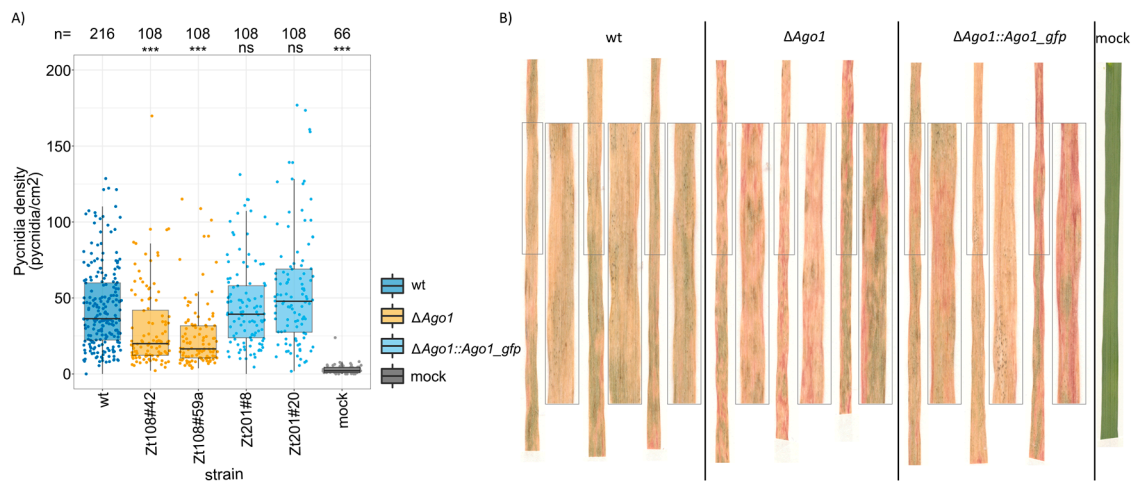 A)
n= 216 108 108 108 108 66
*** *** ns ns ***
Pycnidia density
(pycnidia/cm2)
200
150
100
50
0
wt
Zt108#42
Zt108#59a
Zt201#8
Zt201#20
mock
strain
wt
ΔAgo1
ΔAgo1::Ago1_gfp
mock
B)
wt ΔAgo1 ΔAgo1::Ago1_gfp mock